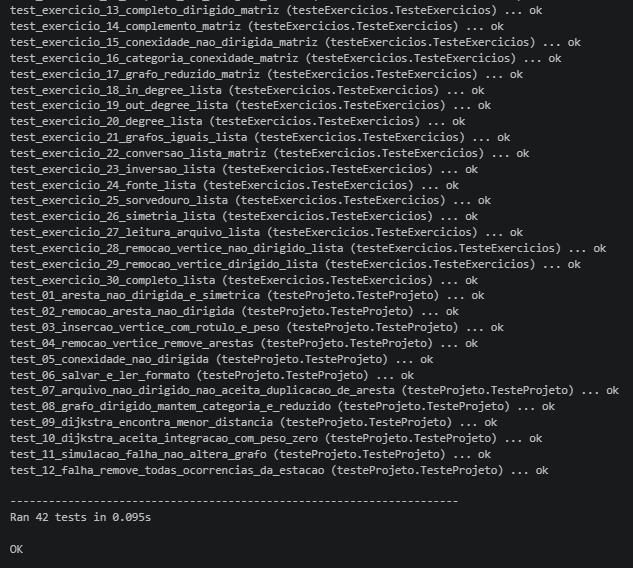 test_exercicio_13_completo_dirigido_matriz (testeExercicios.TesteExercicios) ... ok
test_exercicio_14_complemento_matriz (testeExercicios.TesteExercicios) ... ok
test_exercicio_15_conexidade_nao_dirigida_matriz (testeExercicios.TesteExercicios) ... ok
test_exercicio_16_categoria_conexidade_matriz (testeExercicios.TesteExercicios) ... ok
test_exercicio_17_grafo_reduzido_matriz (testeExercicios.TesteExercicios) ... ok
test_exercicio_18_in_degree_lista (testeExercicios.TesteExercicios) ... ok
test_exercicio_19_out_degree_lista (testeExercicios.TesteExercicios) ... ok
test_exercicio_20_degree_lista (testeExercicios.TesteExercicios) ... ok
test_exercicio_21_grafos_iguais_lista (testeExercicios.TesteExercicios) ... ok
test_exercicio_22_conversao_lista_matriz (testeExercicios.TesteExercicios) ... ok
test_exercicio_23_inversao_lista (testeExercicios.TesteExercicios) ... ok
test_exercicio_24_fonte_lista (testeExercicios.TesteExercicios) ... ok
test_exercicio_25_sorvedouro_lista (testeExercicios.TesteExercicios) ... ok
test_exercicio_26_simetria_lista (testeExercicios.TesteExercicios) ... ok
test_exercicio_27_leitura_arquivo_lista (testeExercicios.TesteExercicios) ... ok
test_exercicio_28_remocao_vertice_nao_dirigido_lista (testeExercicios.TesteExercicios) ... ok
test_exercicio_29_remocao_vertice_dirigido_lista (testeExercicios.TesteExercicios) ... ok
test_exercicio_30_completo_lista (testeExercicios.TesteExercicios) ... ok
test_01_aresta_nao_dirigida_e_simetrica (testeProjeto.TesteProjeto) ... ok
test_02_remocao_aresta_nao_dirigida (testeProjeto.TesteProjeto) ... ok
test_03_insercao_vertice_com_rotulo_e_peso (testeProjeto.TesteProjeto) ... ok
test_04_remocao_vertice_remove_arestas (testeProjeto.TesteProjeto) ... ok
test_05_conexidade_nao_dirigida (testeProjeto.TesteProjeto) ... ok
test_06_salvar_e_ler_formato (testeProjeto.TesteProjeto) ... ok
test_07_arquivo_nao_dirigido_nao_aceita_duplicacao_de_aresta (testeProjeto.TesteProjeto) ... ok
test_08_grafo_dirigido_mantem_categoria_e_reduzido (testeProjeto.TesteProjeto) ... ok
test_09_dijkstra_encontra_menor_distancia (testeProjeto.TesteProjeto) ... ok
test_10_dijkstra_aceita_integracao_com_peso_zero (testeProjeto.TesteProjeto) ... ok
test_11_simulacao_falha_nao_altera_grafo (testeProjeto.TesteProjeto) ... ok
test_12_falha_remove_todas_ocorrencias_da_estacao (testeProjeto.TesteProjeto) ... ok
----------------------------------------------------------------------
Ran 42 tests in 0.095s
OK